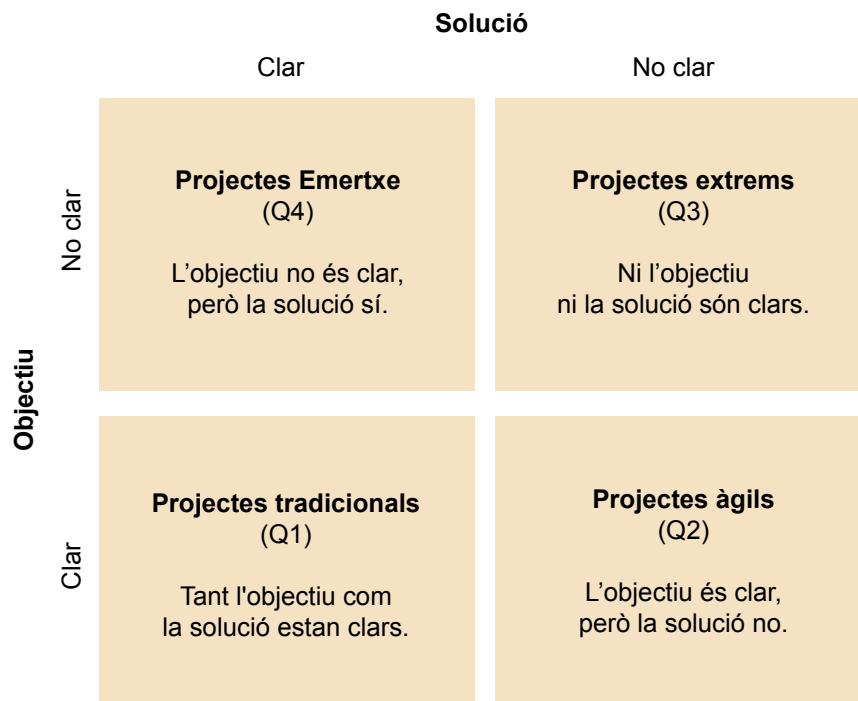 Solució
Clar
No clar
Objectiu
No clar
Projectes Emertxe
(Q4)
L’objectiu no és clar,
però la solució sí.
Projectes extrems
(Q3)
Ni l’objectiu
ni la solució són clars.
Clar
Projectes tradicionals
(Q1)
Tant l'objectiu com
la solució estan clars.
Projectes àgils
(Q2)
L’objectiu és clar,
però la solució no.